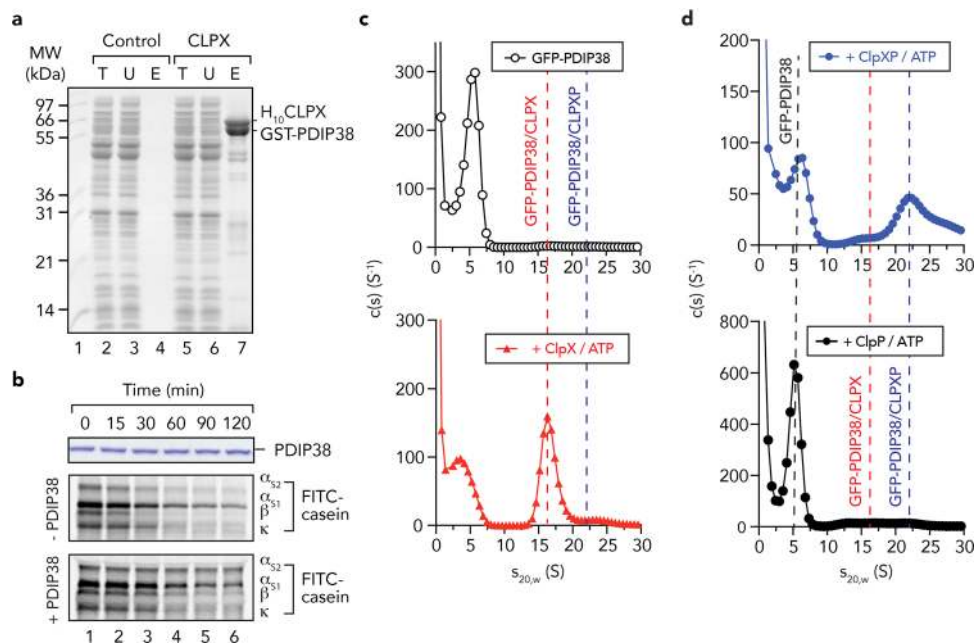 a
Control CLPX
MW
(kDa)
T U E T U E
97
66
55
36
31
21
14
H10CLPX
GST-PDIP38
1 2 3 4 5 6 7
b
Time (min)
0 15 30 60 90 120
PDIP38
- PDIP38
αS2
αS1
β
κ
FITC-
casein
+ PDIP38
αS2
αS1
β
κ
FITC-
casein
1 2 3 4 5 6
c
GFP-PDIP38
300
200
100
0
0 5 10 15 20 25 30
GFP-PDIP38/CLPX
GFP-PDIP38/CLPXP
c(s) (S⁻¹)
+ ClpX / ATP
300
200
100
0
0 5 10 15 20 25 30
s20,w (S)
d
+ ClpXP / ATP
GFP-PDIP38
200
150
100
50
0
0 5 10 15 20 25 30
c(s) (S⁻¹)
+ ClpP / ATP
800
600
400
200
0
GFP-PDIP38/CLPX
GFP-PDIP38/CLPXP
0 5 10 15 20 25 30
s20,w (S)